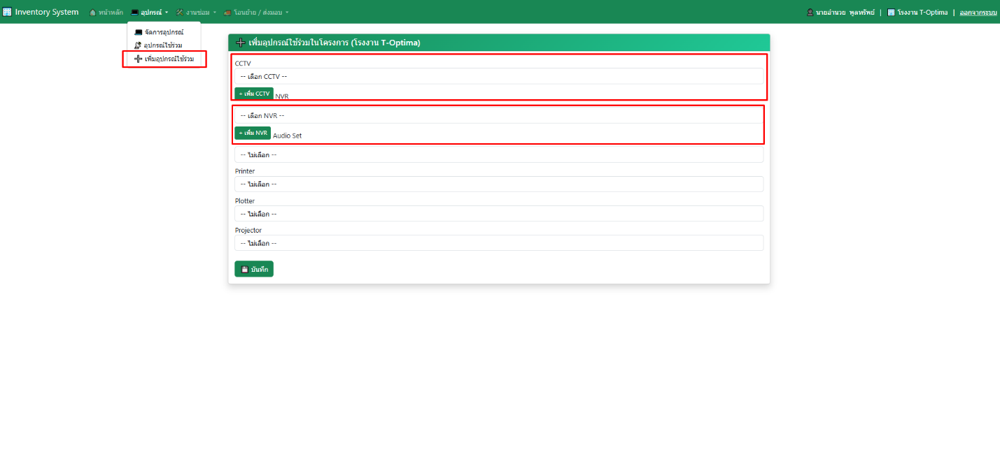 Inventory System หน้าหลัก อุปกรณ์ งานซ่อม โอนย้าย / ส่งมอบ นายอำนวย พูลทรัพย์ | โรงงาน T-Optima | ออกจากระบบ
จัดการอุปกรณ์
อุปกรณ์ใช้ร่วม
เพิ่มอุปกรณ์ใช้ร่วม
เพิ่มอุปกรณ์ใช้ร่วมในโครงการ (โรงงาน T-Optima)
CCTV
-- เลือก CCTV --
+ เพิ่ม CCTV NVR
-- เลือก NVR --
+ เพิ่ม NVR Audio Set
-- ไม่เลือก --
Printer
-- ไม่เลือก --
Plotter
-- ไม่เลือก --
Projector
-- ไม่เลือก --
บันทึก